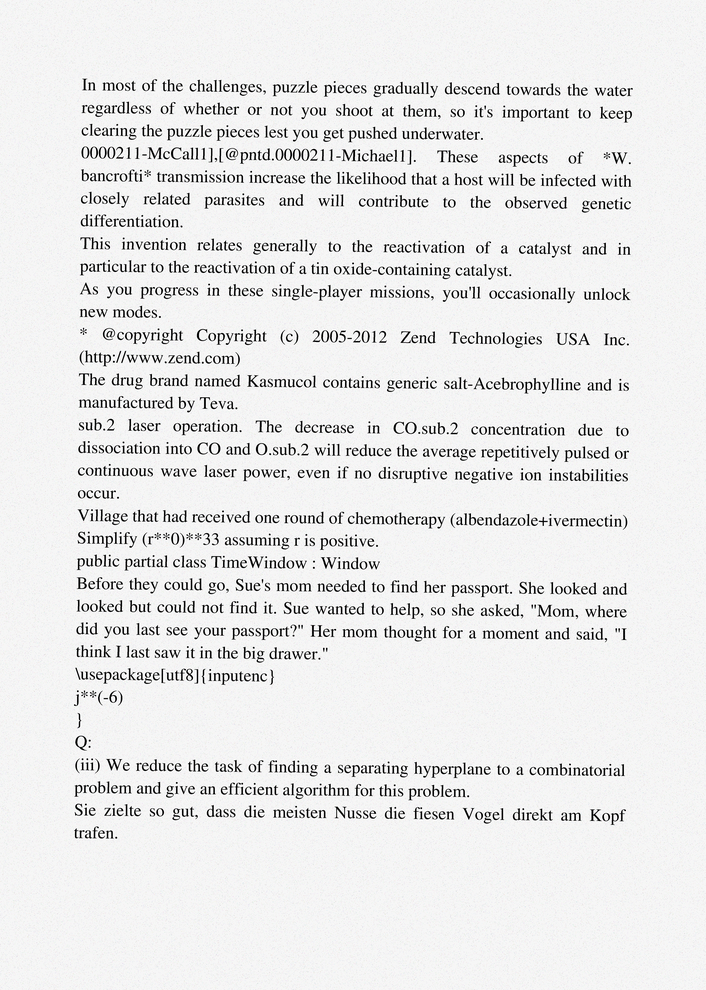 In most of the challenges, puzzle pieces gradually descend towards the water
regardless of whether or not you shoot at them, so it's important to keep
clearing the puzzle pieces lest you get pushed underwater.
0000211-McCall1],[@pntd.0000211-Michael1]. These aspects of *W.
bancrofti* transmission increase the likelihood that a host will be infected with
closely related parasites and will contribute to the observed genetic
differentiation.
This invention relates generally to the reactivation of a catalyst and in
particular to the reactivation of a tin oxide-containing catalyst.
As you progress in these single-player missions, you'll occasionally unlock
new modes.
* @copyright Copyright (c) 2005-2012 Zend Technologies USA Inc.
(http://www.zend.com)
The drug brand named Kasmucol contains generic salt-Acebrophylline and is
manufactured by Teva.
sub.2 laser operation. The decrease in CO.sub.2 concentration due to
dissociation into CO and O.sub.2 will reduce the average repetitively pulsed or
continuous wave laser power, even if no disruptive negative ion instabilities
occur.
Village that had received one round of chemotherapy (albendazole+ivermectin)
Simplify (r**0)**33 assuming r is positive.
public partial class TimeWindow : Window
Before they could go, Sue's mom needed to find her passport. She looked and
looked but could not find it. Sue wanted to help, so she asked, "Mom, where
did you last see your passport?" Her mom thought for a moment and said, "I
think I last saw it in the big drawer."
\usepackage[utf8]{inputenc}
j**(-6)
}
Q:
(iii) We reduce the task of finding a separating hyperplane to a combinatorial
problem and give an efficient algorithm for this problem.
Sie zielte so gut, dass die meisten Nusse die fiesen Vogel direkt am Kopf
trafen.